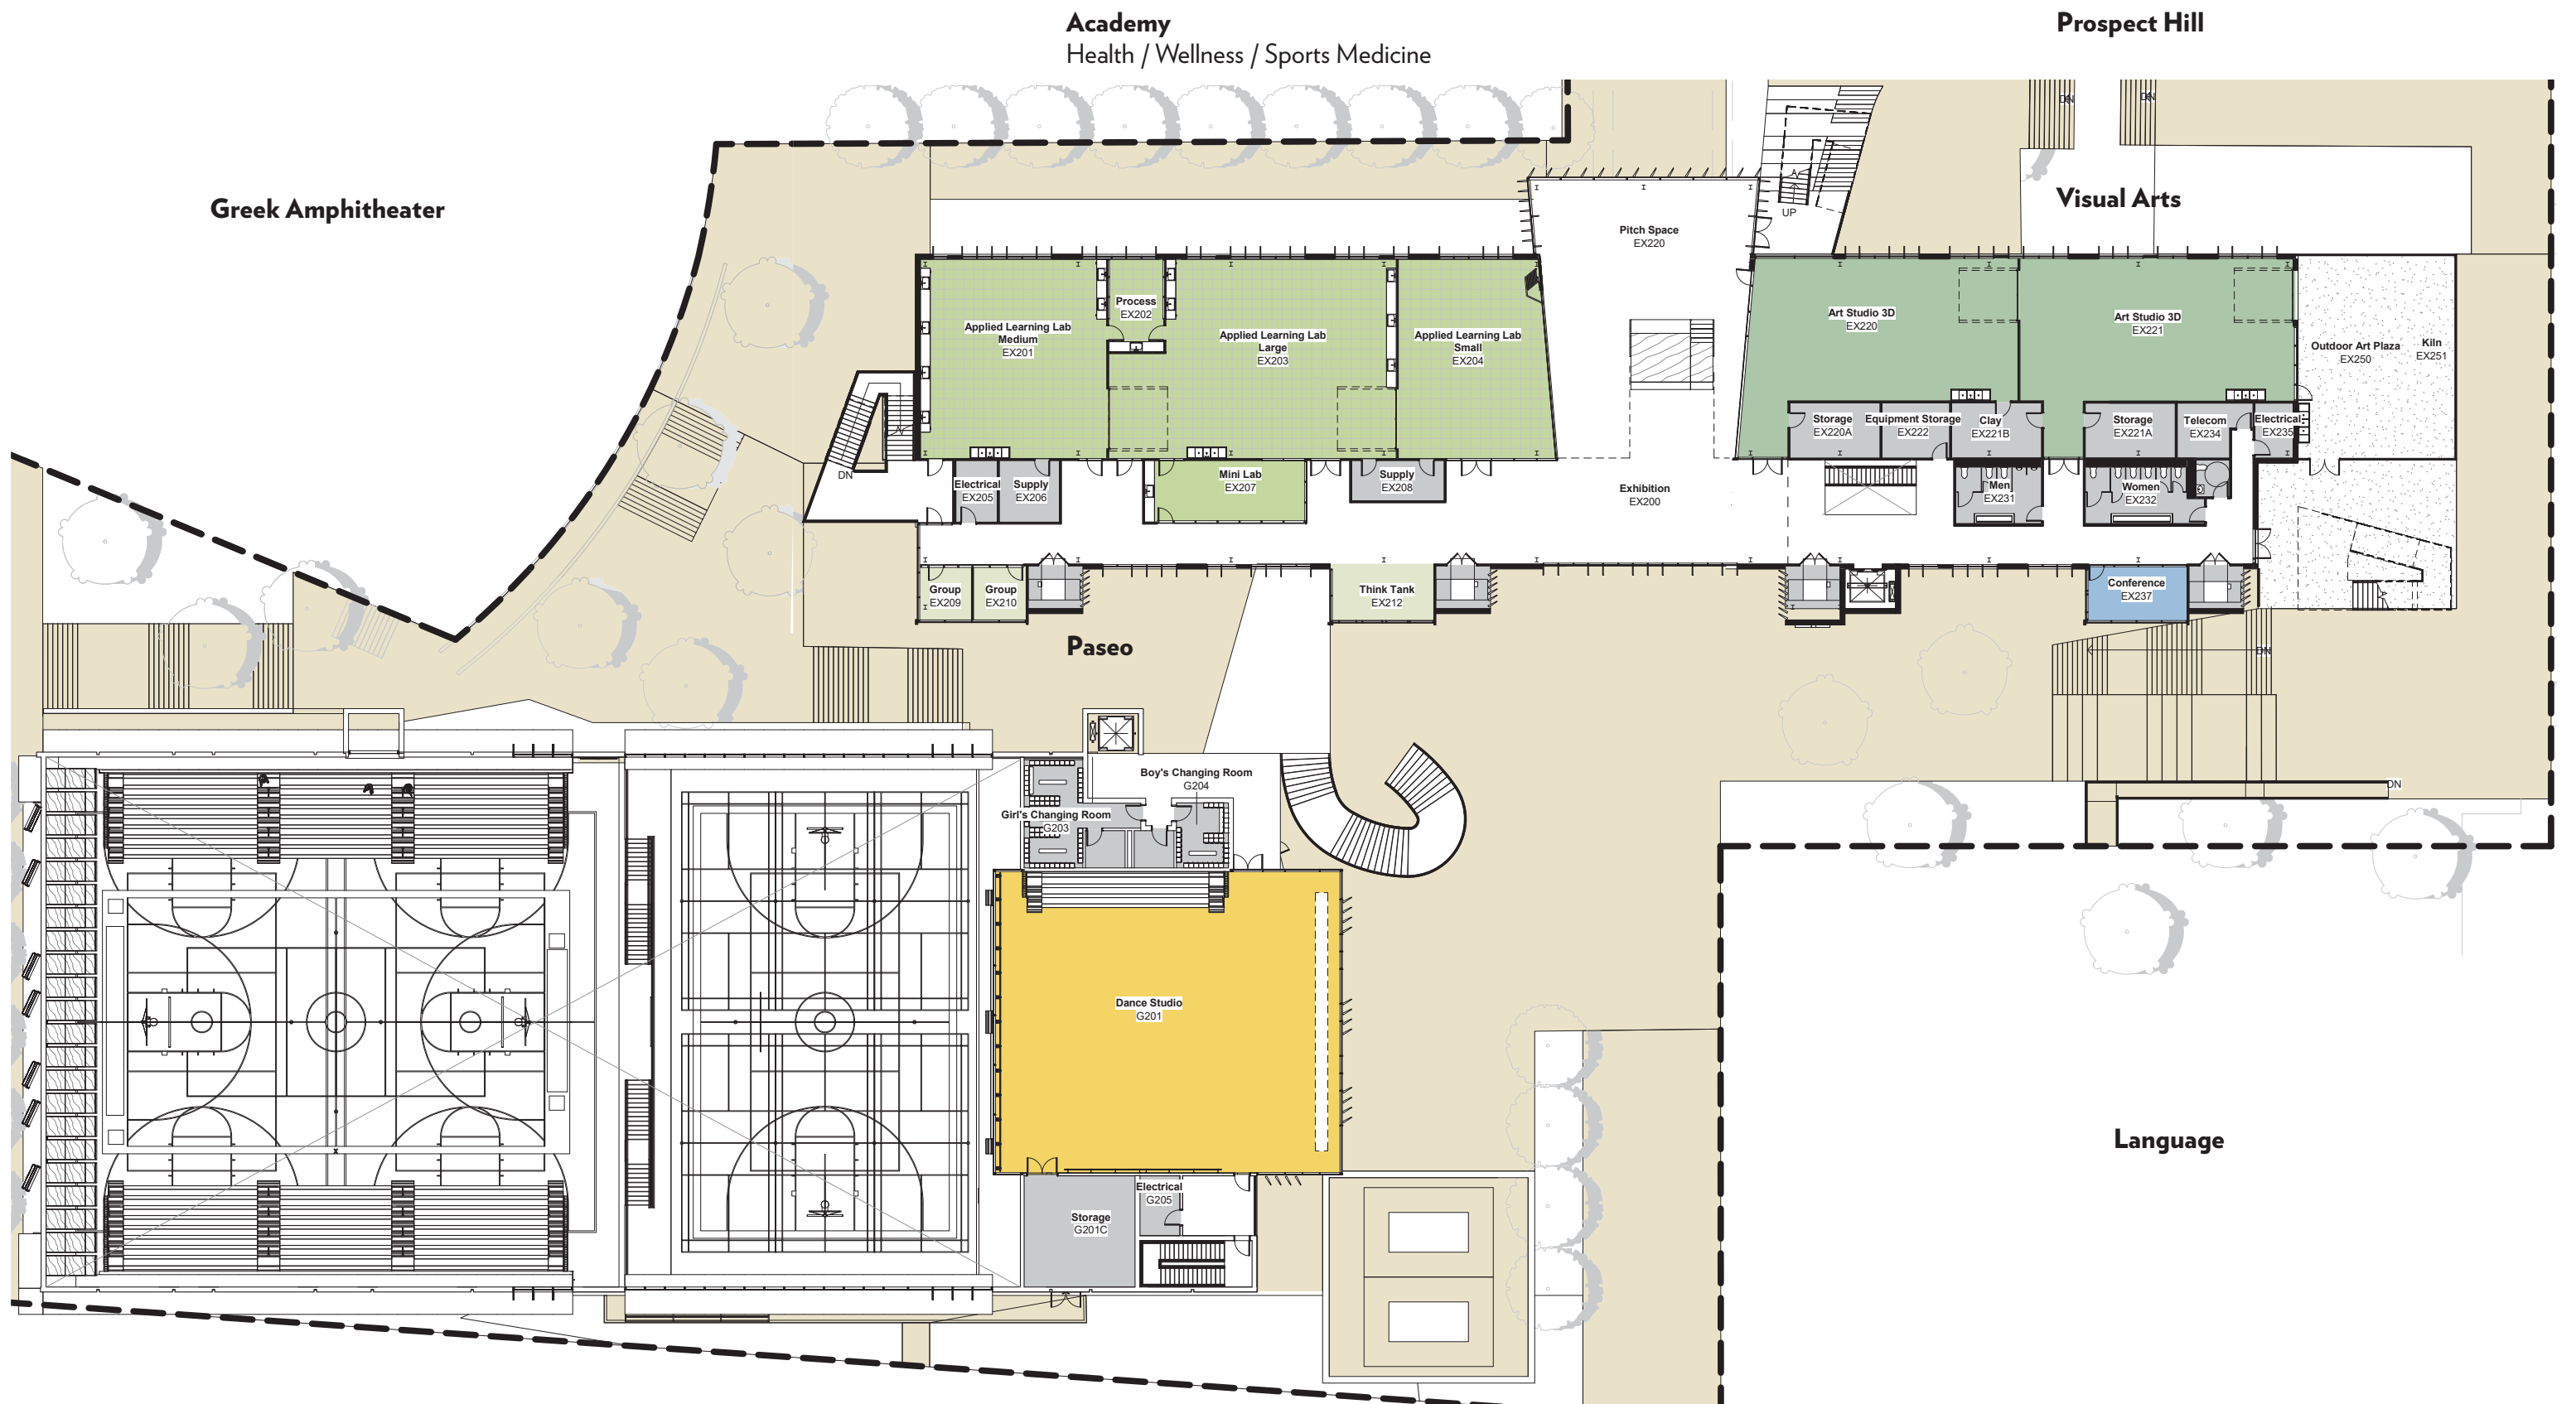 Academy
Health / Wellness / Sports Medicine
Prospect Hill
Greek Amphitheater
Visual Arts
DN
DN
UP
Pitch Space
EX220
Process
EX202
Applied Learning Lab
Medium
EX201
Applied Learning Lab
Large
EX203
Applied Learning Lab
Small
EX204
Art Studio 3D
EX220
Art Studio 3D
EX221
Outdoor Art Plaza
EX250
Kiln
EX251
Storage
EX220A
Equipment Storage
EX222
Clay
EX221B
Storage
EX221A
Telecom
EX234
Electrical
EX235
DN
Electrical
EX205
Supply
EX206
Mini Lab
EX207
Supply
EX208
Exhibition
EX200
Men
EX231
Women
EX232
Group
EX209
Group
EX210
Think Tank
EX212
Conference
EX237
Paseo
DN
DN
Boy's Changing Room
G204
Girl's Changing Room
G203
Dance Studio
G201
Electrical
G205
Storage
G201C
Language